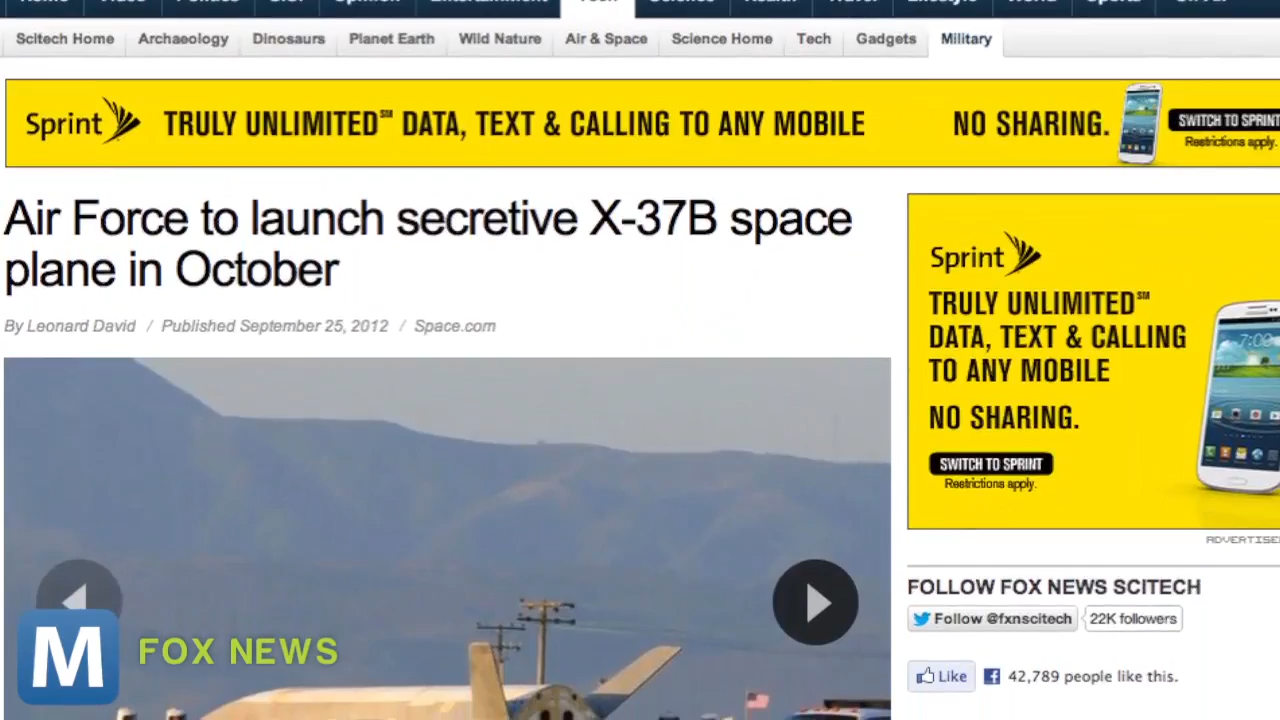 Scitech Home Archaeology Dinosaurs Planet Earth Wild Nature Air & Space Science Home Tech Gadgets Military
Sprint TRULY UNLIMITED℠ DATA, TEXT & CALLING TO ANY MOBILE NO SHARING. SWITCH TO SPRINT
Restrictions apply.
Air Force to launch secretive X-37B space
plane in October
By Leonard David / Published September 25, 2012 / Space.com
Sprint
TRULY UNLIMITED℠
DATA, TEXT & CALLING
TO ANY MOBILE
NO SHARING.
SWITCH TO SPRINT
Restrictions apply.
FOLLOW FOX NEWS SCITECH
Follow @fxnscitech 22K followers
Like 42,789 people like this.
M FOX NEWS